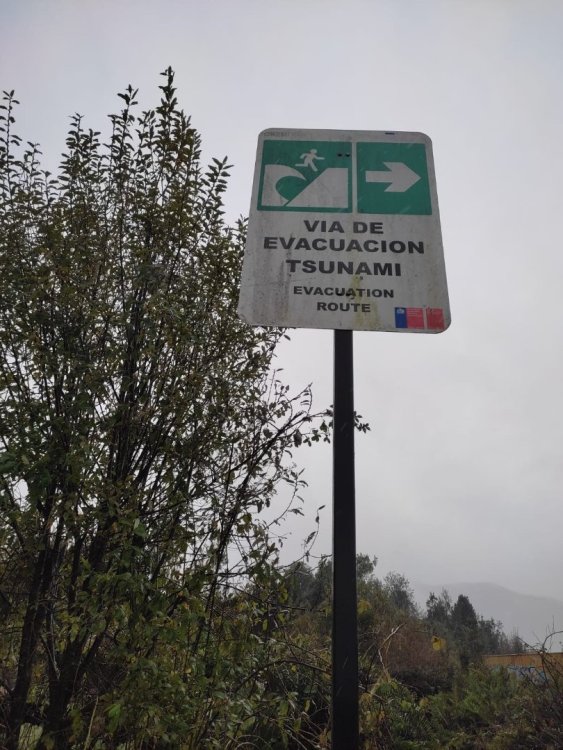 VIA DE
EVACUACION
TSUNAMI
EVACUATION
ROUTE